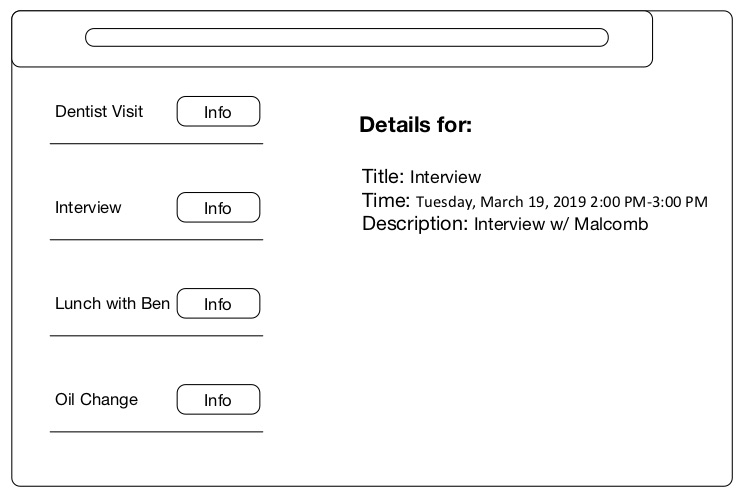 Dentist Visit Info
Interview Info
Lunch with Ben Info
Oil Change Info
Details for:
Title: Interview
Time: Tuesday, March 19, 2019 2:00 PM-3:00 PM
Description: Interview w/ Malcomb